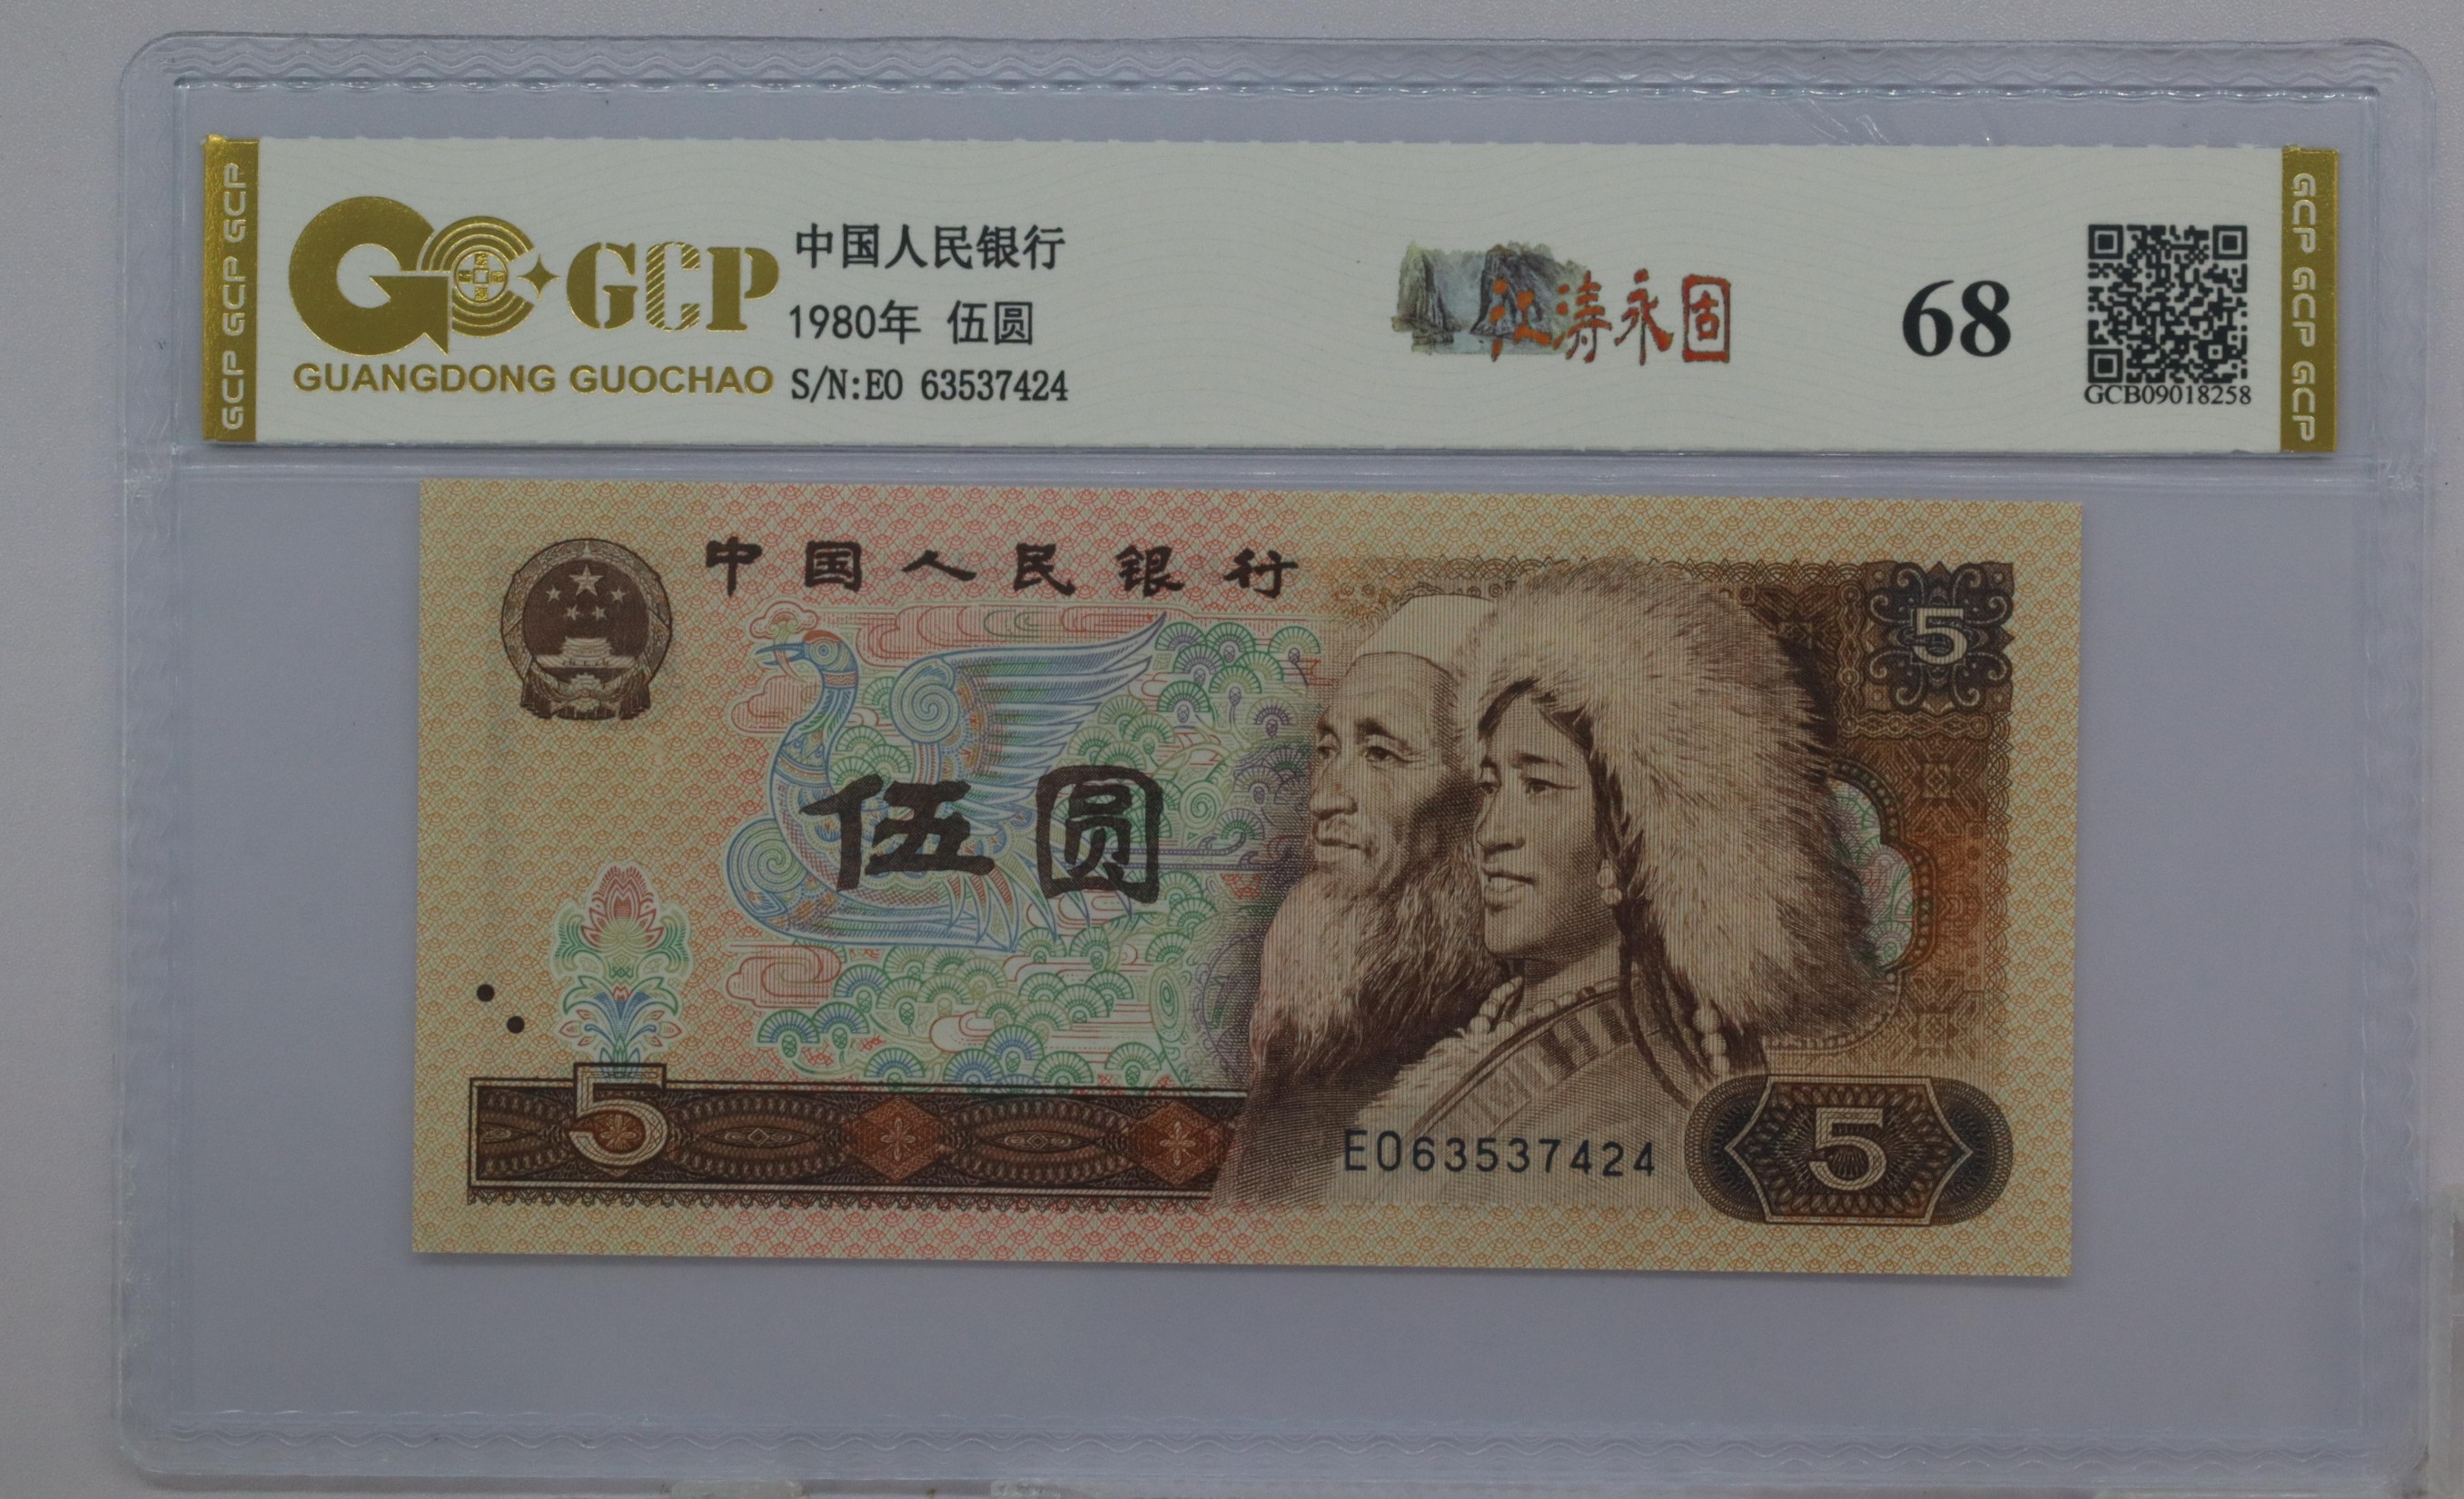 GCP GCP GCP
GCP
GUANGDONG GUOCHAO
中国人民银行
1980年 伍圆
S/N:EO 63537424
江涛永固
68
GCB09018258
GCP GCP GCP
中国人民银行
5
伍圆
5
EO63537424
5